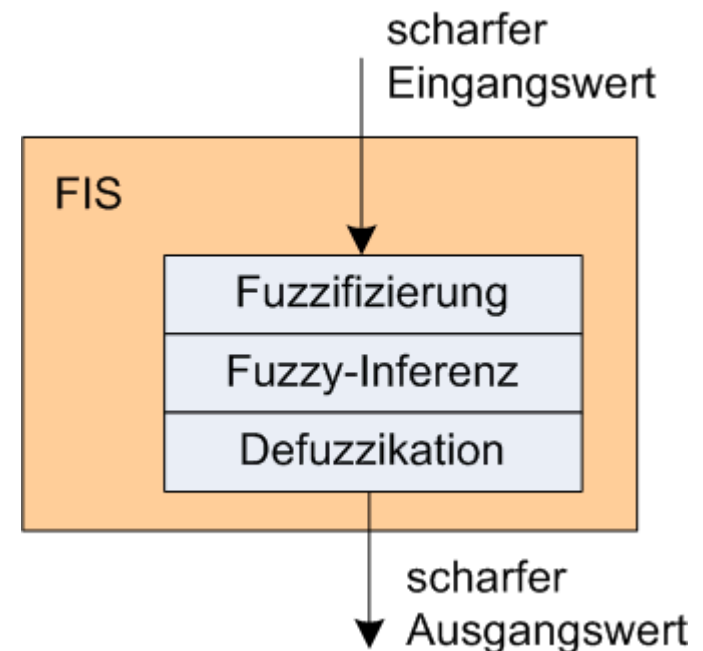 scharfer
Eingangswert
FIS
Fuzzifizierung
Fuzzy-Inferenz
Defuzzikation
scharfer
Ausgangswert